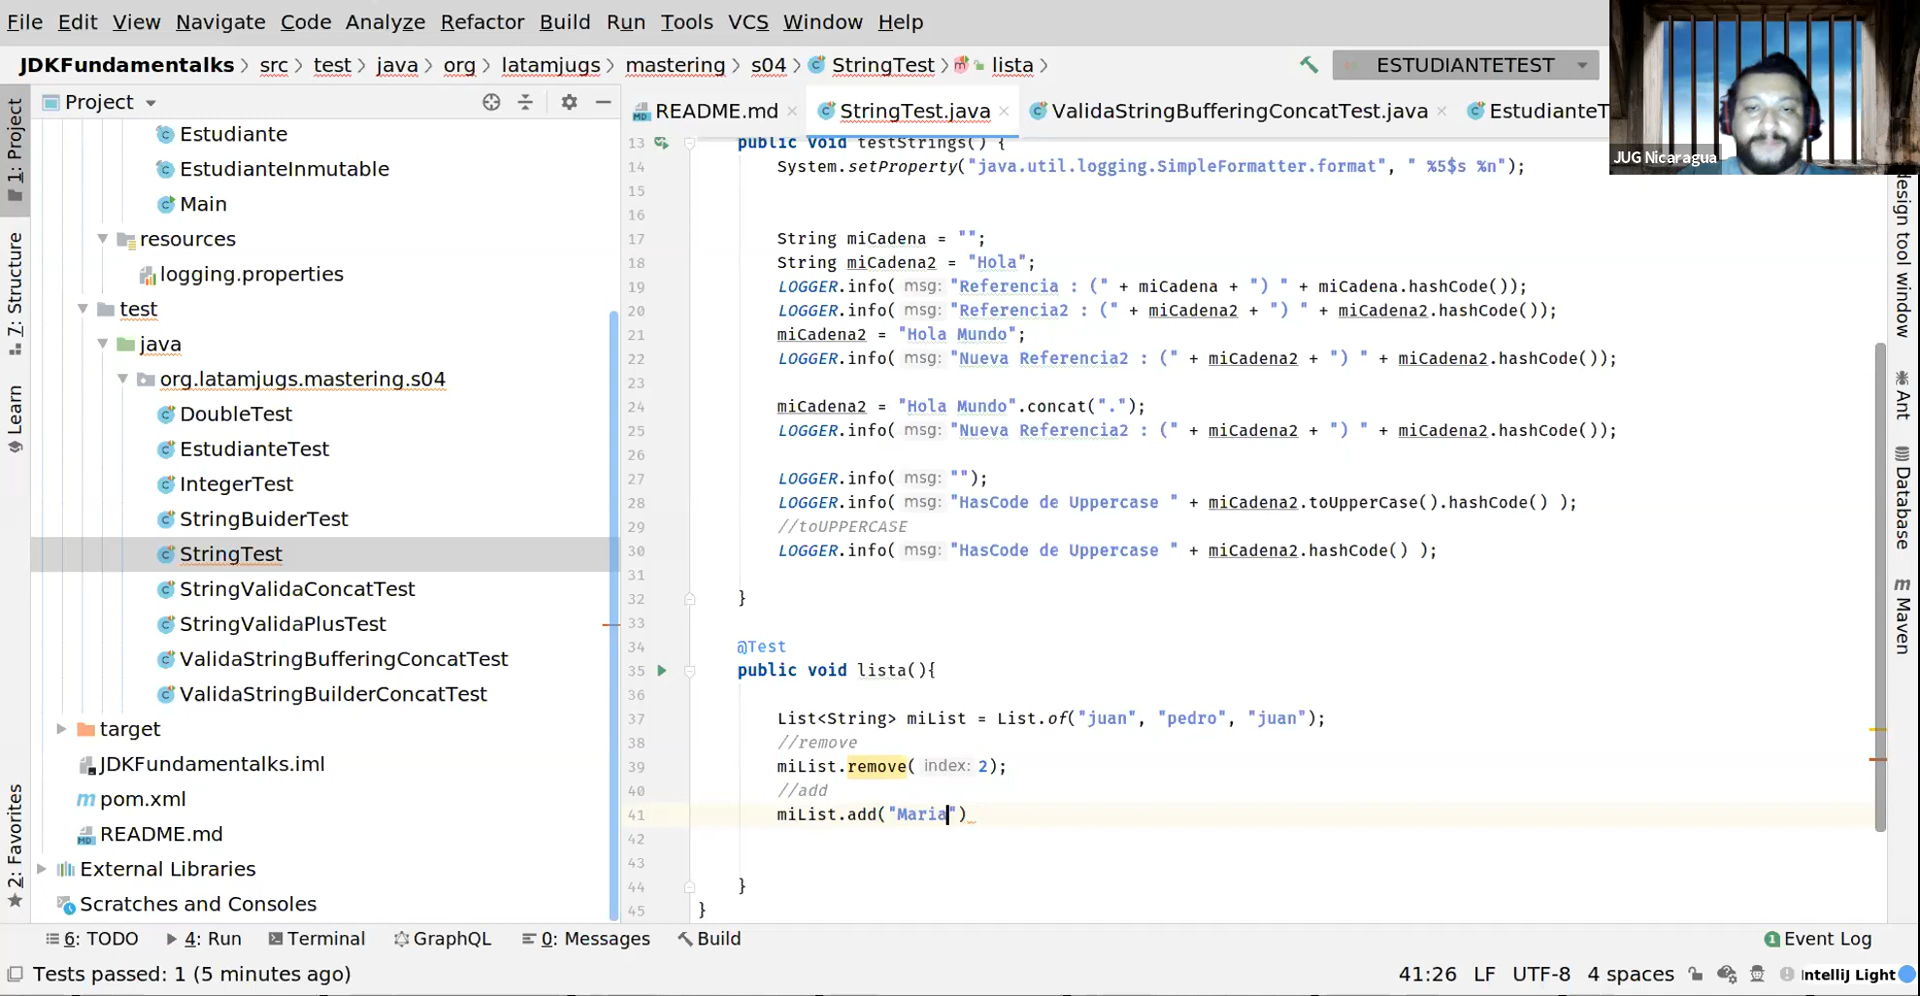 File Edit View Navigate Code Analyze Refactor Build Run Tools VCS Window Help
JDKFundamentalks src test java org latamjugs mastering s04 StringTest lista ESTUDIANTETEST
JUG Nicaragua
Project
README.md StringTest.java ValidaStringBufferingConcatTest.java EstudianteT
1: Project
7: Structure
Learn
2: Favorites
Estudiante
EstudianteInmutable
Main
resources
logging.properties
test
java
org.latamjugs.mastering.s04
DoubleTest
EstudianteTest
IntegerTest
StringBuiderTest
StringTest
StringValidaConcatTest
StringValidaPlusTest
ValidaStringBufferingConcatTest
ValidaStringBuilderConcatTest
target
JDKFundamentalks.iml
pom.xml
README.md
External Libraries
Scratches and Consoles
13 public void testStrings() {
14 System.setProperty("java.util.logging.SimpleFormatter.format", " %5$s %n");
15
16
17 String miCadena = "";
18 String miCadena2 = "Hola";
19 LOGGER.info( msg: "Referencia : (" + miCadena + ") " + miCadena.hashCode());
20 LOGGER.info( msg: "Referencia2 : (" + miCadena2 + ") " + miCadena2.hashCode());
21 miCadena2 = "Hola Mundo";
22 LOGGER.info( msg: "Nueva Referencia2 : (" + miCadena2 + ") " + miCadena2.hashCode());
23
24 miCadena2 = "Hola Mundo".concat(".");
25 LOGGER.info( msg: "Nueva Referencia2 : (" + miCadena2 + ") " + miCadena2.hashCode());
26
27 LOGGER.info( msg: "");
28 LOGGER.info( msg: "HasCode de Uppercase " + miCadena2.toUpperCase().hashCode() );
29 //toUPPERCASE
30 LOGGER.info( msg: "HasCode de Uppercase " + miCadena2.hashCode() );
31
32 }
33
34 @Test
35 public void lista(){
36
37 List<String> miList = List.of("juan", "pedro", "juan");
38 //remove
39 miList.remove( index: 2);
40 //add
41 miList.add("Maria")
42
43
44 }
45 }
design tool window
Ant
Database
Maven
6: TODO 4: Run Terminal GraphQL 0: Messages Build 1 Event Log
Tests passed: 1 (5 minutes ago) 41:26 LF UTF-8 4 spaces IntelliJ Light